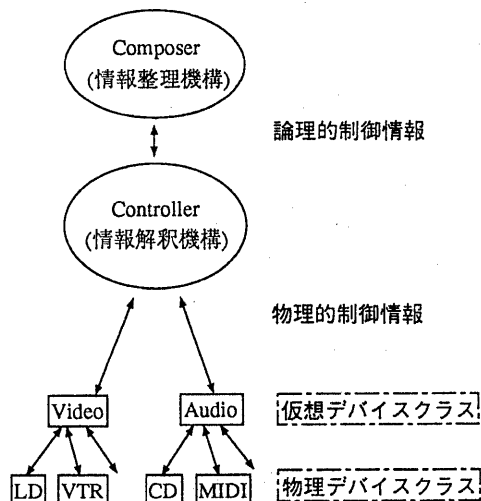 Composer
(情報整理機構)
論理的制御情報
Controller
(情報解釈機構)
物理的制御情報
Video
Audio
仮想デバイスクラス
LD
VTR
CD
MIDI
物理デバイスクラス